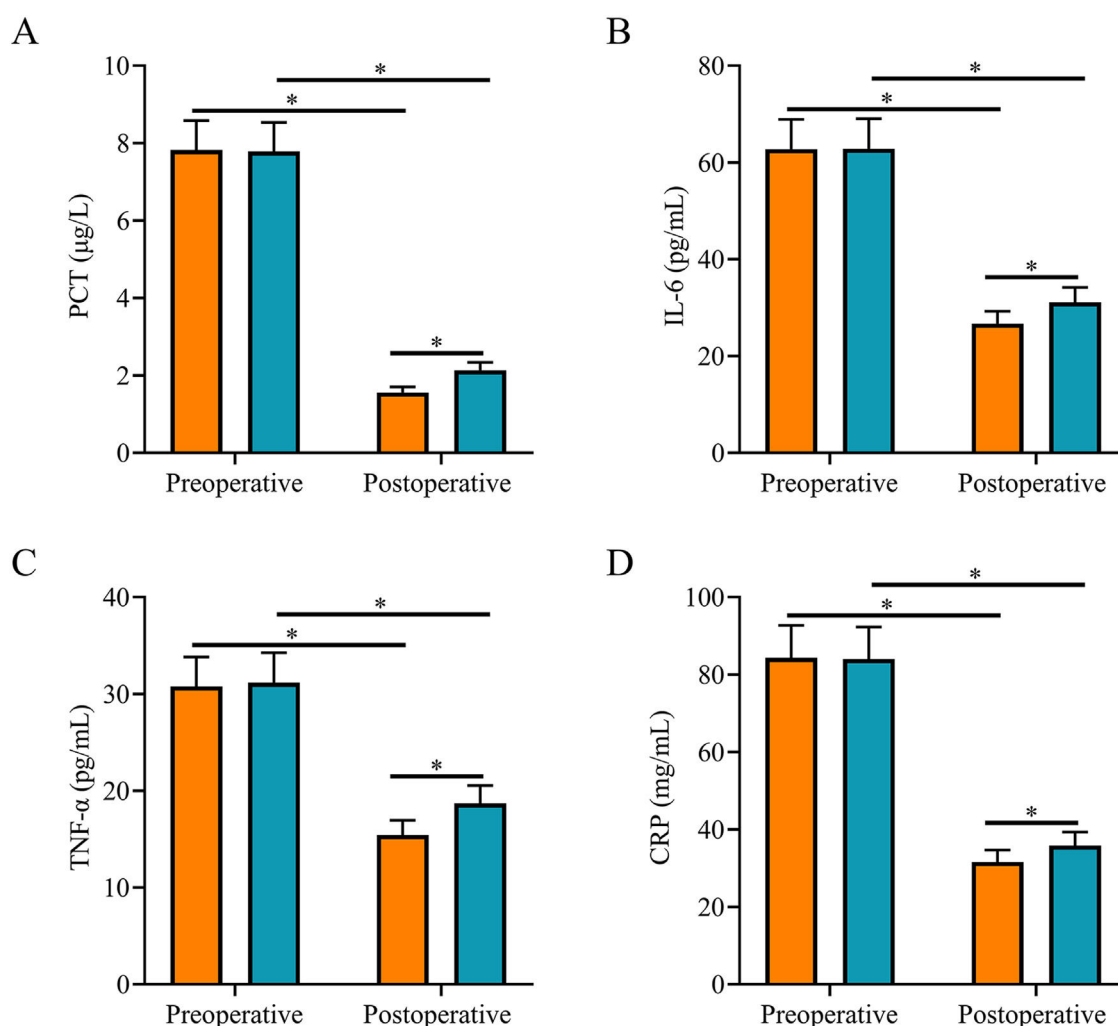 A
PCT (μg/L)
10
8
6
4
2
0
*
*
*
Preoperative
Postoperative
B
IL-6 (pg/mL)
80
60
40
20
0
*
*
*
Preoperative
Postoperative
C
TNF-α (pg/mL)
40
30
20
10
0
*
*
*
Preoperative
Postoperative
D
CRP (mg/mL)
100
80
60
40
20
0
*
*
*
Preoperative
Postoperative